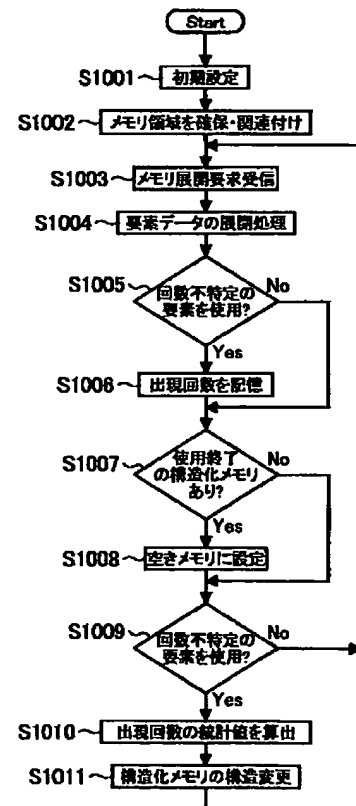 Start
S1001 初期設定
S1002 メモリ領域を確保・関連付け
S1003 メモリ展開要求受信
S1004 要素データの展開処理
S1005 回数不特定の
要素を使用?
No
Yes
S1006 出現回数を記憶
S1007 使用終了
の構造化メモリ
あり?
No
Yes
S1008 空きメモリに設定
S1009 回数不特定の
要素を使用?
No
Yes
S1010 出現回数の統計値を算出
S1011 構造化メモリの構造変更